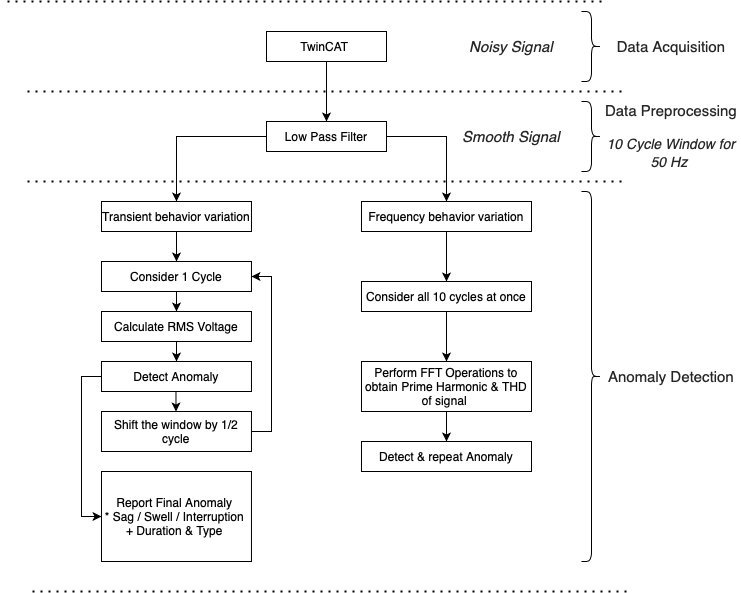 TwinCAT
Noisy Signal
Data Acquisition
Low Pass Filter
Smooth Signal
Data Preprocessing
10 Cycle Window for
50 Hz
Transient behavior variation
Consider 1 Cycle
Calculate RMS Voltage
Detect Anomaly
Shift the window by 1/2
cycle
Report Final Anomaly
* Sag / Swell / Interruption
+ Duration & Type
Frequency behavior variation
Consider all 10 cycles at once
Perform FFT Operations to
obtain Prime Harmonic & THD
of signal
Detect & repeat Anomaly
Anomaly Detection